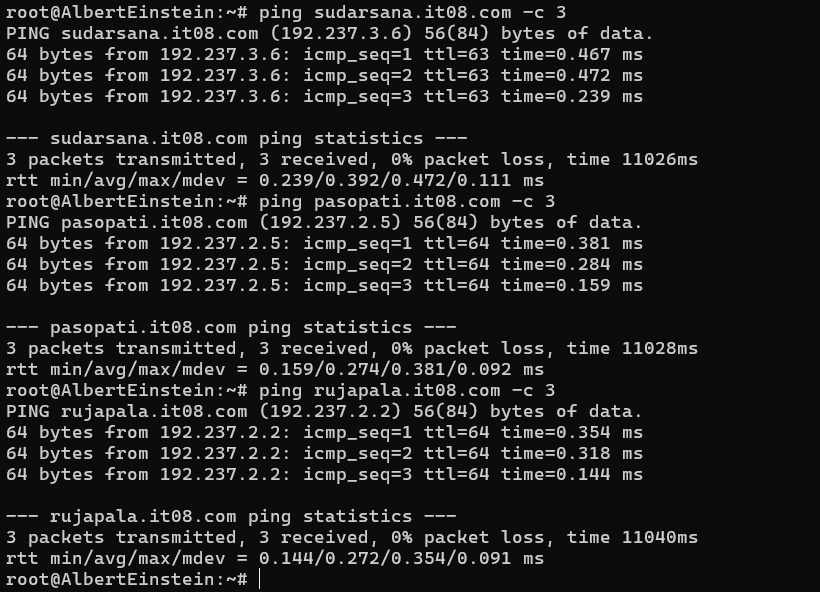 root@AlbertEinstein:~# ping sudarsana.it08.com -c 3
PING sudarsana.it08.com (192.237.3.6) 56(84) bytes of data.
64 bytes from 192.237.3.6: icmp_seq=1 ttl=63 time=0.467 ms
64 bytes from 192.237.3.6: icmp_seq=2 ttl=63 time=0.472 ms
64 bytes from 192.237.3.6: icmp_seq=3 ttl=63 time=0.239 ms

--- sudarsana.it08.com ping statistics ---
3 packets transmitted, 3 received, 0% packet loss, time 11026ms
rtt min/avg/max/mdev = 0.239/0.392/0.472/0.111 ms
root@AlbertEinstein:~# ping pasopati.it08.com -c 3
PING pasopati.it08.com (192.237.2.5) 56(84) bytes of data.
64 bytes from 192.237.2.5: icmp_seq=1 ttl=64 time=0.381 ms
64 bytes from 192.237.2.5: icmp_seq=2 ttl=64 time=0.284 ms
64 bytes from 192.237.2.5: icmp_seq=3 ttl=64 time=0.159 ms

--- pasopati.it08.com ping statistics ---
3 packets transmitted, 3 received, 0% packet loss, time 11028ms
rtt min/avg/max/mdev = 0.159/0.274/0.381/0.092 ms
root@AlbertEinstein:~# ping rujapala.it08.com -c 3
PING rujapala.it08.com (192.237.2.2) 56(84) bytes of data.
64 bytes from 192.237.2.2: icmp_seq=1 ttl=64 time=0.354 ms
64 bytes from 192.237.2.2: icmp_seq=2 ttl=64 time=0.318 ms
64 bytes from 192.237.2.2: icmp_seq=3 ttl=64 time=0.144 ms

--- rujapala.it08.com ping statistics ---
3 packets transmitted, 3 received, 0% packet loss, time 11040ms
rtt min/avg/max/mdev = 0.144/0.272/0.354/0.091 ms
root@AlbertEinstein:~#